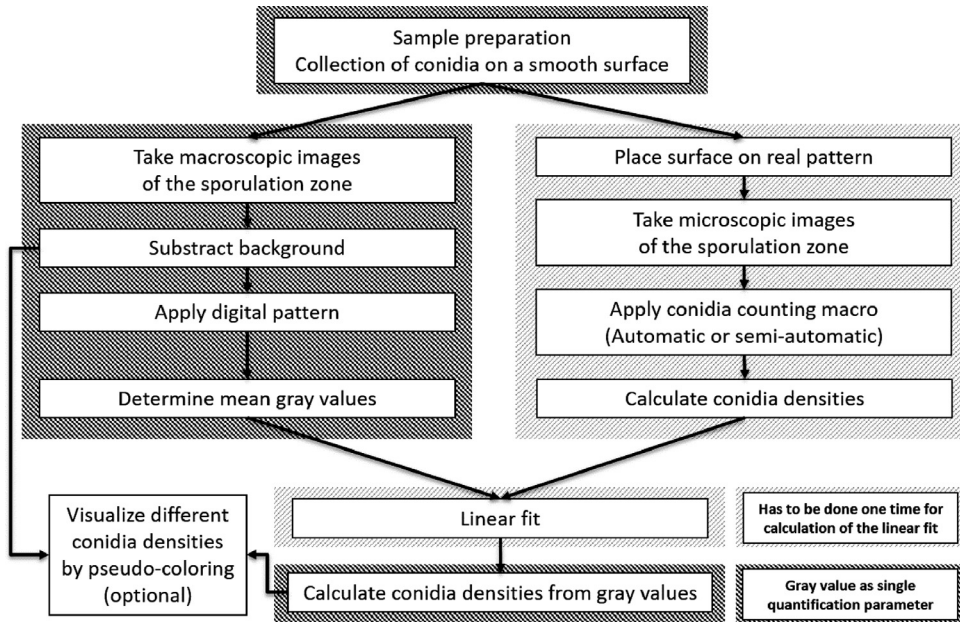 Sample preparation
Collection of conidia on a smooth surface
Take macroscopic images
of the sporulation zone
Substract background
Apply digital pattern
Determine mean gray values
Place surface on real pattern
Take microscopic images
of the sporulation zone
Apply conidia counting macro
(Automatic or semi-automatic)
Calculate conidia densities
Visualize different
conidia densities
by pseudo-coloring
(optional)
Linear fit
Calculate conidia densities from gray values
Has to be done one time for
calculation of the linear fit
Gray value as single
quantification parameter